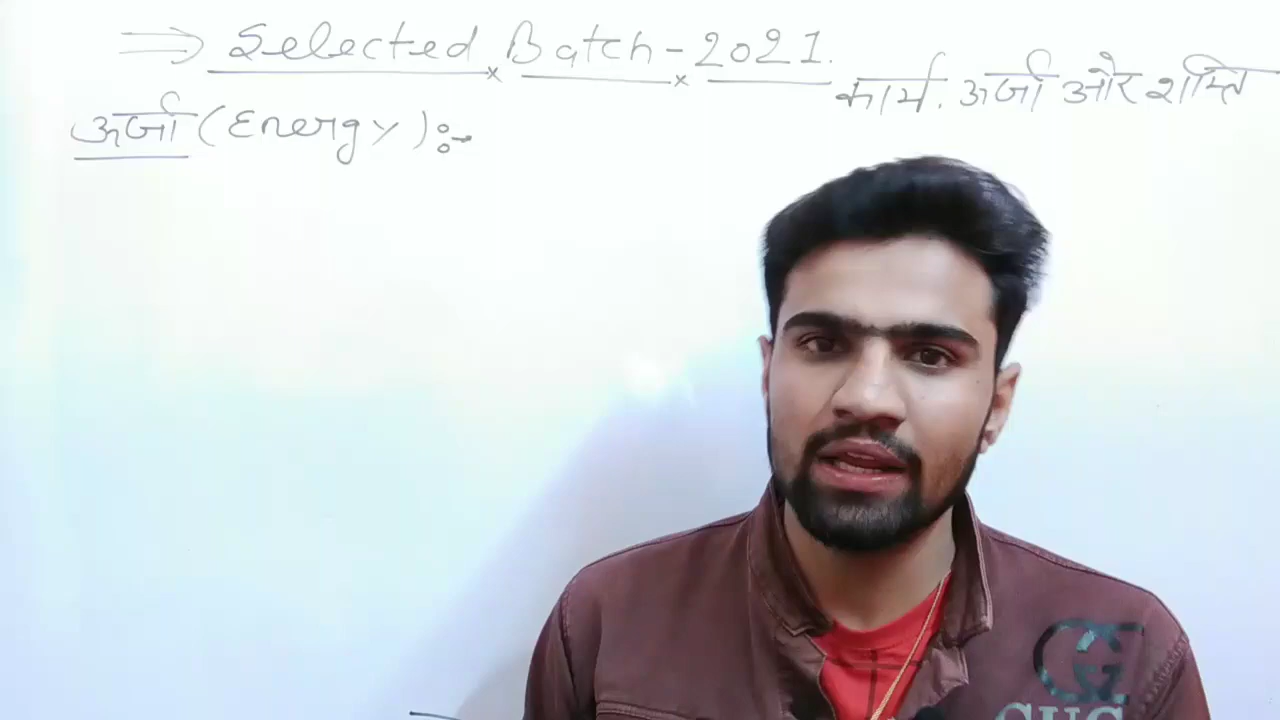 ⇒ Selected Batch - 2021.
कार्य, ऊर्जा और शक्ति
ऊर्जा (Energy):-